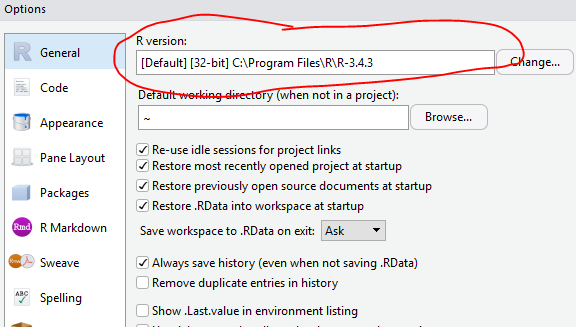 Options
R General
R version:
[Default] [32-bit] C:\Program Files\R\R-3.4.3
Change...
Code
Default working directory (when not in a project):
~
Browse...
Appearance
Pane Layout
Re-use idle sessions for project links
Restore most recently opened project at startup
Packages
Restore previously open source documents at startup
Restore .RData into workspace at startup
Rmd R Markdown
Save workspace to .RData on exit: Ask
Sweave
Always save history (even when not saving .RData)
Remove duplicate entries in history
ABC Spelling
Show .Last.value in environment listing